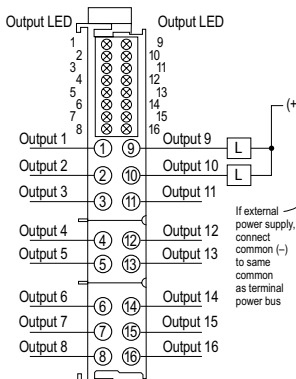 Output LED Output LED
1 9
2 10
3 11
4 12
5 13
6 14
7 15
8 16
Output 1 1 9 Output 9 L (+
Output 2 2 10 Output 10 L
Output 3 3 11 Output 11
If external
power supply,
connect
common (–)
to same
common
as terminal
power bus
Output 4 4 12 Output 12
Output 5 5 13 Output 13
Output 6 6 14 Output 14
Output 7 7 15 Output 15
Output 8 8 16 Output 16